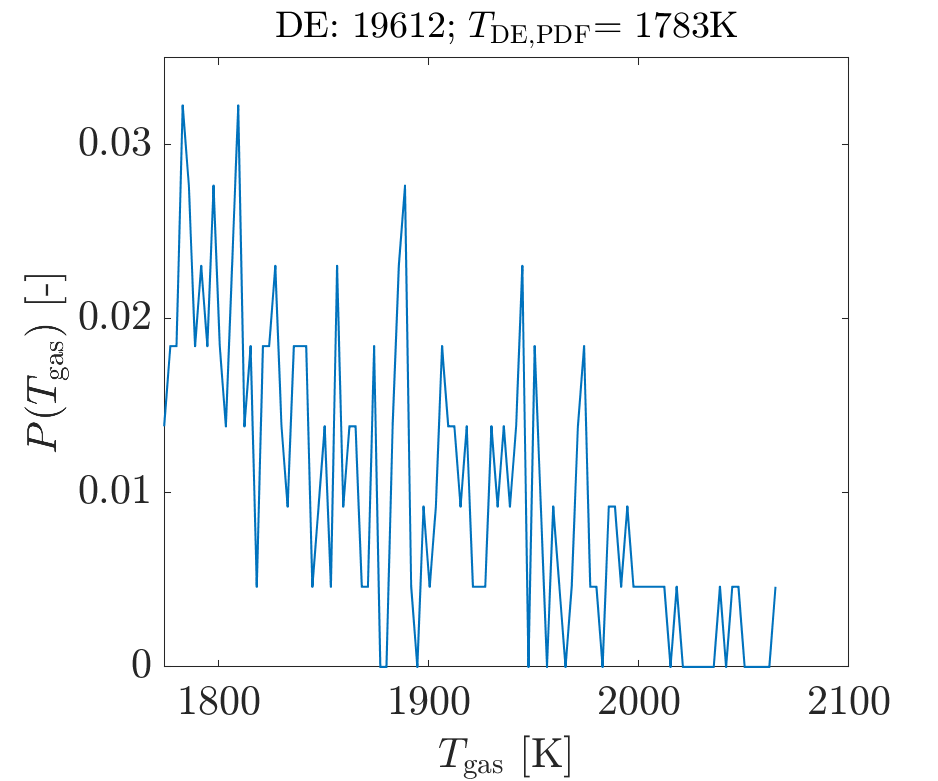 DE: 19612; T_DE,PDF= 1783K
0.03
0.02
0.01
0
P(T_gas) [-]
1800 1900 2000 2100
T_gas [K]